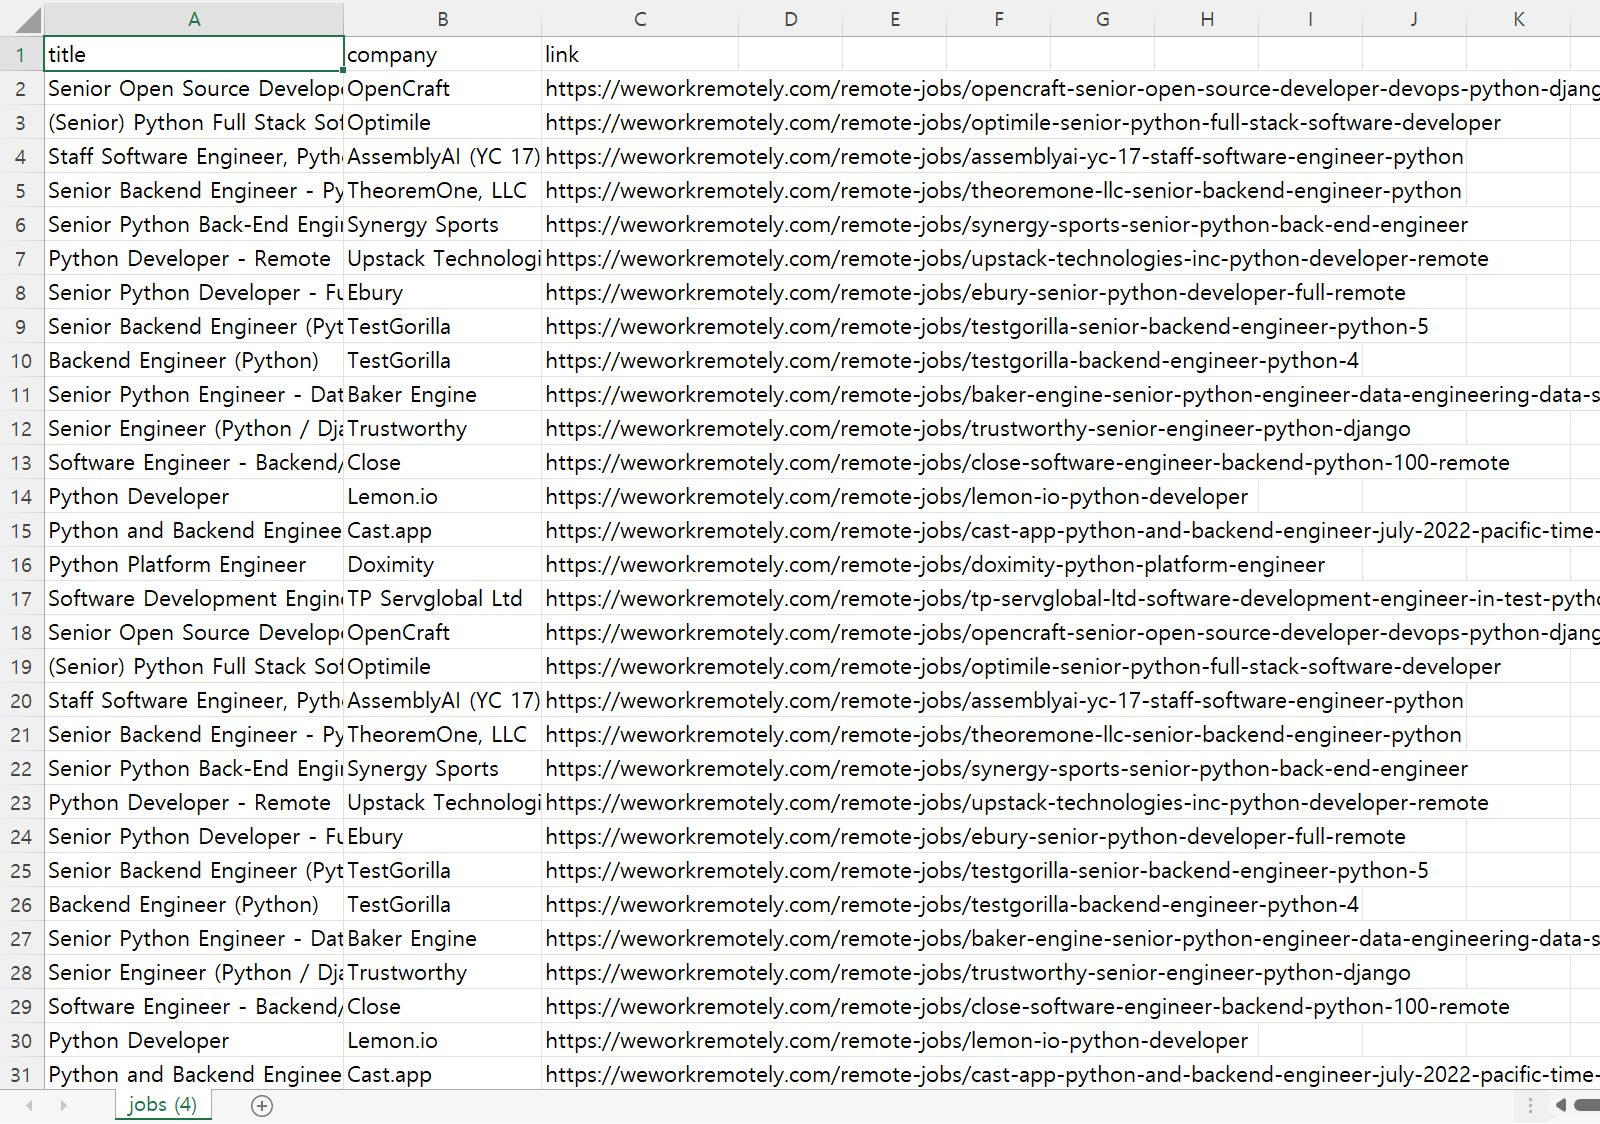 A B C D E F G H I J K
1 title company link
2 Senior Open Source Develop OpenCraft https://weworkremotely.com/remote-jobs/opencraft-senior-open-source-developer-devops-python-djang
3 (Senior) Python Full Stack Sof Optimile https://weworkremotely.com/remote-jobs/optimile-senior-python-full-stack-software-developer
4 Staff Software Engineer, Pyth AssemblyAI (YC 17) https://weworkremotely.com/remote-jobs/assemblyai-yc-17-staff-software-engineer-python
5 Senior Backend Engineer - Py TheoremOne, LLC https://weworkremotely.com/remote-jobs/theoremone-llc-senior-backend-engineer-python
6 Senior Python Back-End Engi Synergy Sports https://weworkremotely.com/remote-jobs/synergy-sports-senior-python-back-end-engineer
7 Python Developer - Remote Upstack Technologi https://weworkremotely.com/remote-jobs/upstack-technologies-inc-python-developer-remote
8 Senior Python Developer - Fu Ebury https://weworkremotely.com/remote-jobs/ebury-senior-python-developer-full-remote
9 Senior Backend Engineer (Pyt TestGorilla https://weworkremotely.com/remote-jobs/testgorilla-senior-backend-engineer-python-5
10 Backend Engineer (Python) TestGorilla https://weworkremotely.com/remote-jobs/testgorilla-backend-engineer-python-4
11 Senior Python Engineer - Dat Baker Engine https://weworkremotely.com/remote-jobs/baker-engine-senior-python-engineer-data-engineering-data-s
12 Senior Engineer (Python / Dja Trustworthy https://weworkremotely.com/remote-jobs/trustworthy-senior-engineer-python-django
13 Software Engineer - Backend/ Close https://weworkremotely.com/remote-jobs/close-software-engineer-backend-python-100-remote
14 Python Developer Lemon.io https://weworkremotely.com/remote-jobs/lemon-io-python-developer
15 Python and Backend Enginee Cast.app https://weworkremotely.com/remote-jobs/cast-app-python-and-backend-engineer-july-2022-pacific-time-
16 Python Platform Engineer Doximity https://weworkremotely.com/remote-jobs/doximity-python-platform-engineer
17 Software Development Engin TP Servglobal Ltd https://weworkremotely.com/remote-jobs/tp-servglobal-ltd-software-development-engineer-in-test-pytho
18 Senior Open Source Develop OpenCraft https://weworkremotely.com/remote-jobs/opencraft-senior-open-source-developer-devops-python-djang
19 (Senior) Python Full Stack Sof Optimile https://weworkremotely.com/remote-jobs/optimile-senior-python-full-stack-software-developer
20 Staff Software Engineer, Pyth AssemblyAI (YC 17) https://weworkremotely.com/remote-jobs/assemblyai-yc-17-staff-software-engineer-python
21 Senior Backend Engineer - Py TheoremOne, LLC https://weworkremotely.com/remote-jobs/theoremone-llc-senior-backend-engineer-python
22 Senior Python Back-End Engi Synergy Sports https://weworkremotely.com/remote-jobs/synergy-sports-senior-python-back-end-engineer
23 Python Developer - Remote Upstack Technologi https://weworkremotely.com/remote-jobs/upstack-technologies-inc-python-developer-remote
24 Senior Python Developer - Fu Ebury https://weworkremotely.com/remote-jobs/ebury-senior-python-developer-full-remote
25 Senior Backend Engineer (Pyt TestGorilla https://weworkremotely.com/remote-jobs/testgorilla-senior-backend-engineer-python-5
26 Backend Engineer (Python) TestGorilla https://weworkremotely.com/remote-jobs/testgorilla-backend-engineer-python-4
27 Senior Python Engineer - Dat Baker Engine https://weworkremotely.com/remote-jobs/baker-engine-senior-python-engineer-data-engineering-data-s
28 Senior Engineer (Python / Dja Trustworthy https://weworkremotely.com/remote-jobs/trustworthy-senior-engineer-python-django
29 Software Engineer - Backend/ Close https://weworkremotely.com/remote-jobs/close-software-engineer-backend-python-100-remote
30 Python Developer Lemon.io https://weworkremotely.com/remote-jobs/lemon-io-python-developer
31 Python and Backend Enginee Cast.app https://weworkremotely.com/remote-jobs/cast-app-python-and-backend-engineer-july-2022-pacific-time-
jobs (4)